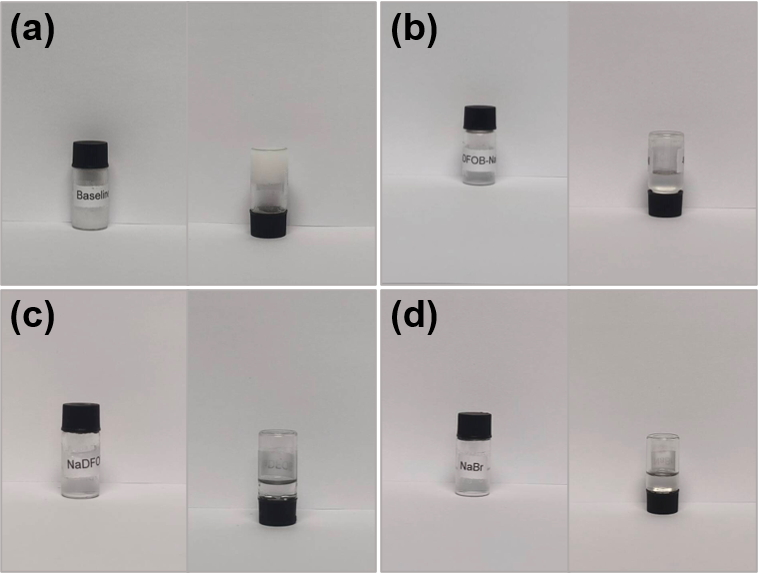 (a)
Baselin
(b)
DFOB-Na
(c)
NaDFO
(d)
NaBr